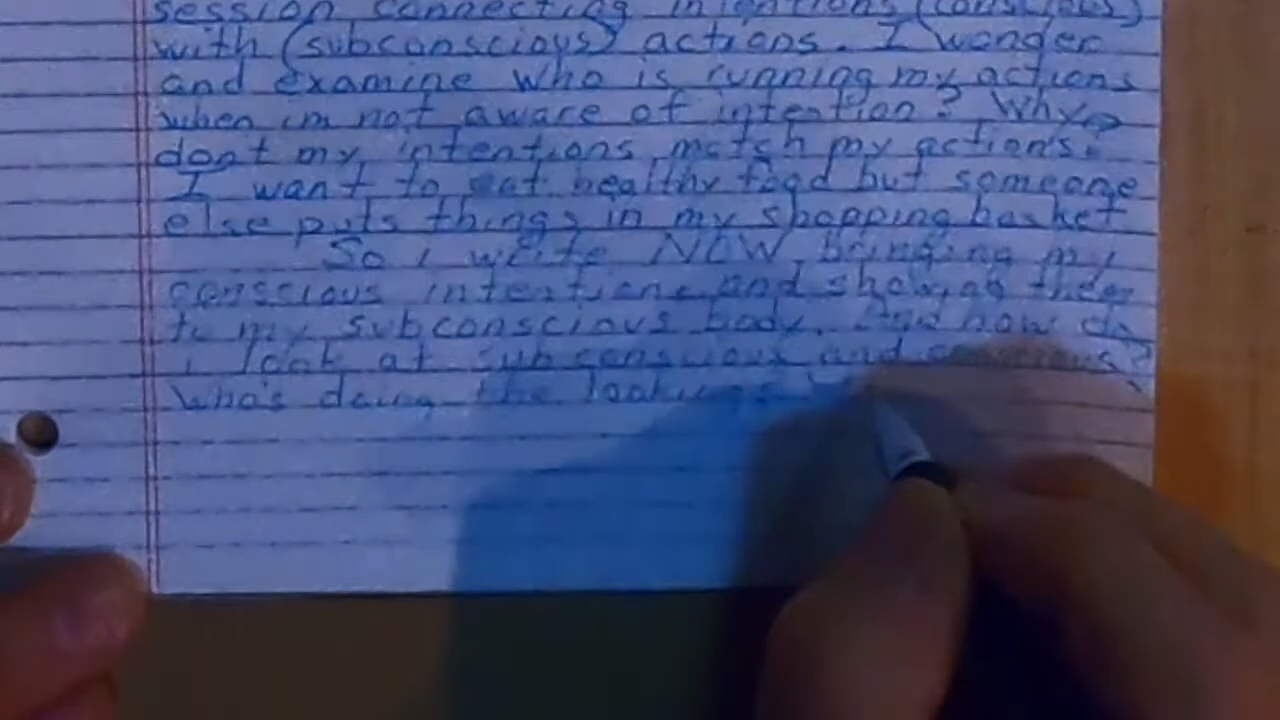 session connecting intentions (conscious)
with (subconscious) actions. I wonder
and examine who is running my actions
when im not aware of intention? Why
dont my intentions match my actions.
I want to eat healthy food but someone
else puts things in my shopping basket
So i write NOW bringing my
conscious intentions and showing them
to my subconscious body. And how do
i look at subconscious and conscious?
Who's doing the looking